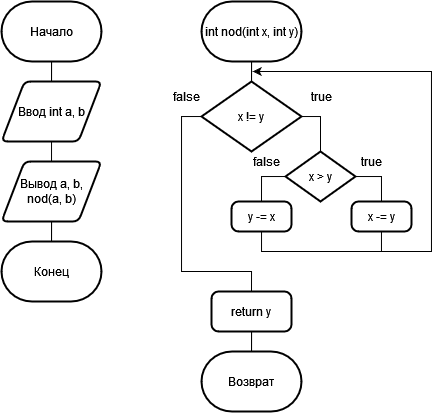 Начало
Ввод int a, b
Вывод a, b,
nod(a, b)
Конец
int nod(int x, int y)
false
true
x != y
false
true
x > y
y -= x
x -= y
return y
Возврат